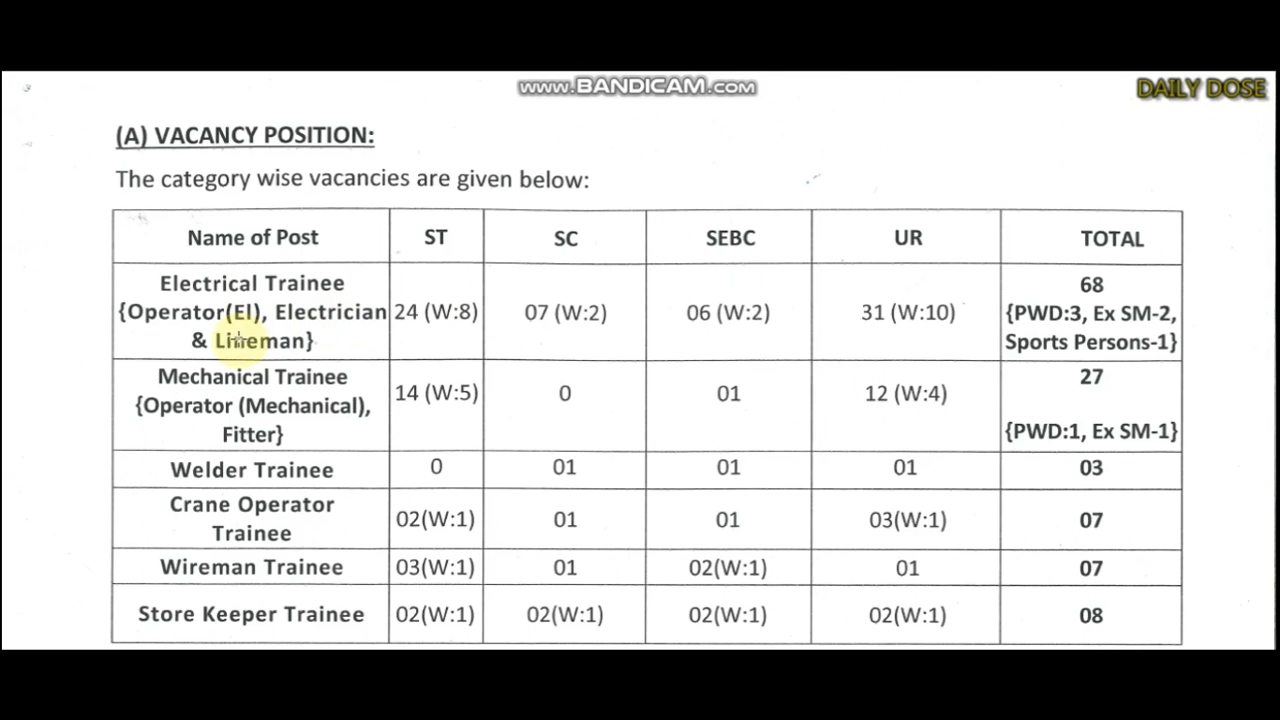 www.BANDICAM.com
DAILY DOSE
(A) VACANCY POSITION:
The category wise vacancies are given below:
Name of Post ST SC SEBC UR TOTAL
Electrical Trainee
{Operator(El), Electrician
& Lineman}
24 (W:8) 07 (W:2) 06 (W:2) 31 (W:10)
68
{PWD:3, Ex SM-2,
Sports Persons-1}
Mechanical Trainee
{Operator (Mechanical),
Fitter}
14 (W:5) 0 01 12 (W:4)
27
{PWD:1, Ex SM-1}
Welder Trainee 0 01 01 01 03
Crane Operator
Trainee
02(W:1) 01 01 03(W:1) 07
Wireman Trainee 03(W:1) 01 02(W:1) 01 07
Store Keeper Trainee 02(W:1) 02(W:1) 02(W:1) 02(W:1) 08